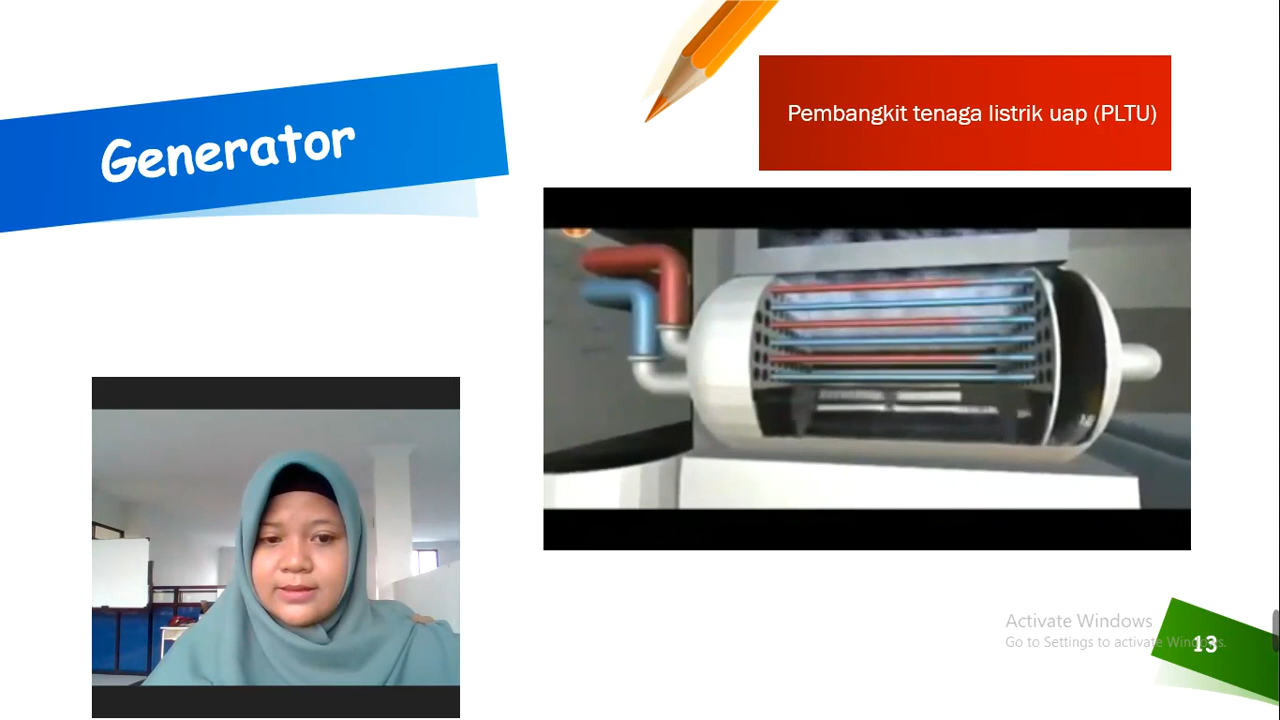 Generator
Pembangkit tenaga listrik uap (PLTU)
Activate Windows
Go to Settings to activate Windows.
13